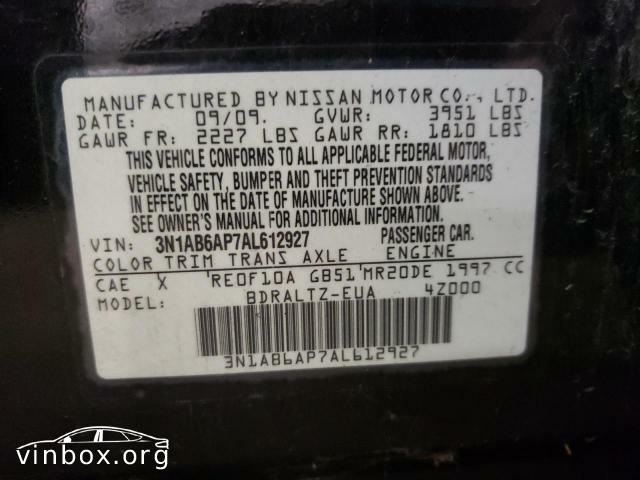 MANUFACTURED BY NISSAN MOTOR CO., LTD.
DATE: 09/09. GVWR: 3951 LBS
GAWR FR: 2227 LBS GAWR RR: 1810 LBS
THIS VEHICLE CONFORMS TO ALL APPLICABLE FEDERAL MOTOR,
VEHICLE SAFETY, BUMPER AND THEFT PREVENTION STANDARDS
IN EFFECT ON THE DATE OF MANUFACTURE SHOWN ABOVE.
SEE OWNER'S MANUAL FOR ADDITIONAL INFORMATION.
VIN: 3N1AB6AP7AL612927 PASSENGER CAR.
COLOR TRIM TRANS AXLE ENGINE
CAE X 'RE0F10A GB51'MR20DE 1997 CC
MODEL: BDRALTZ-EUA 4Z000
3N1AB6AP7AL612927
vinbox.org